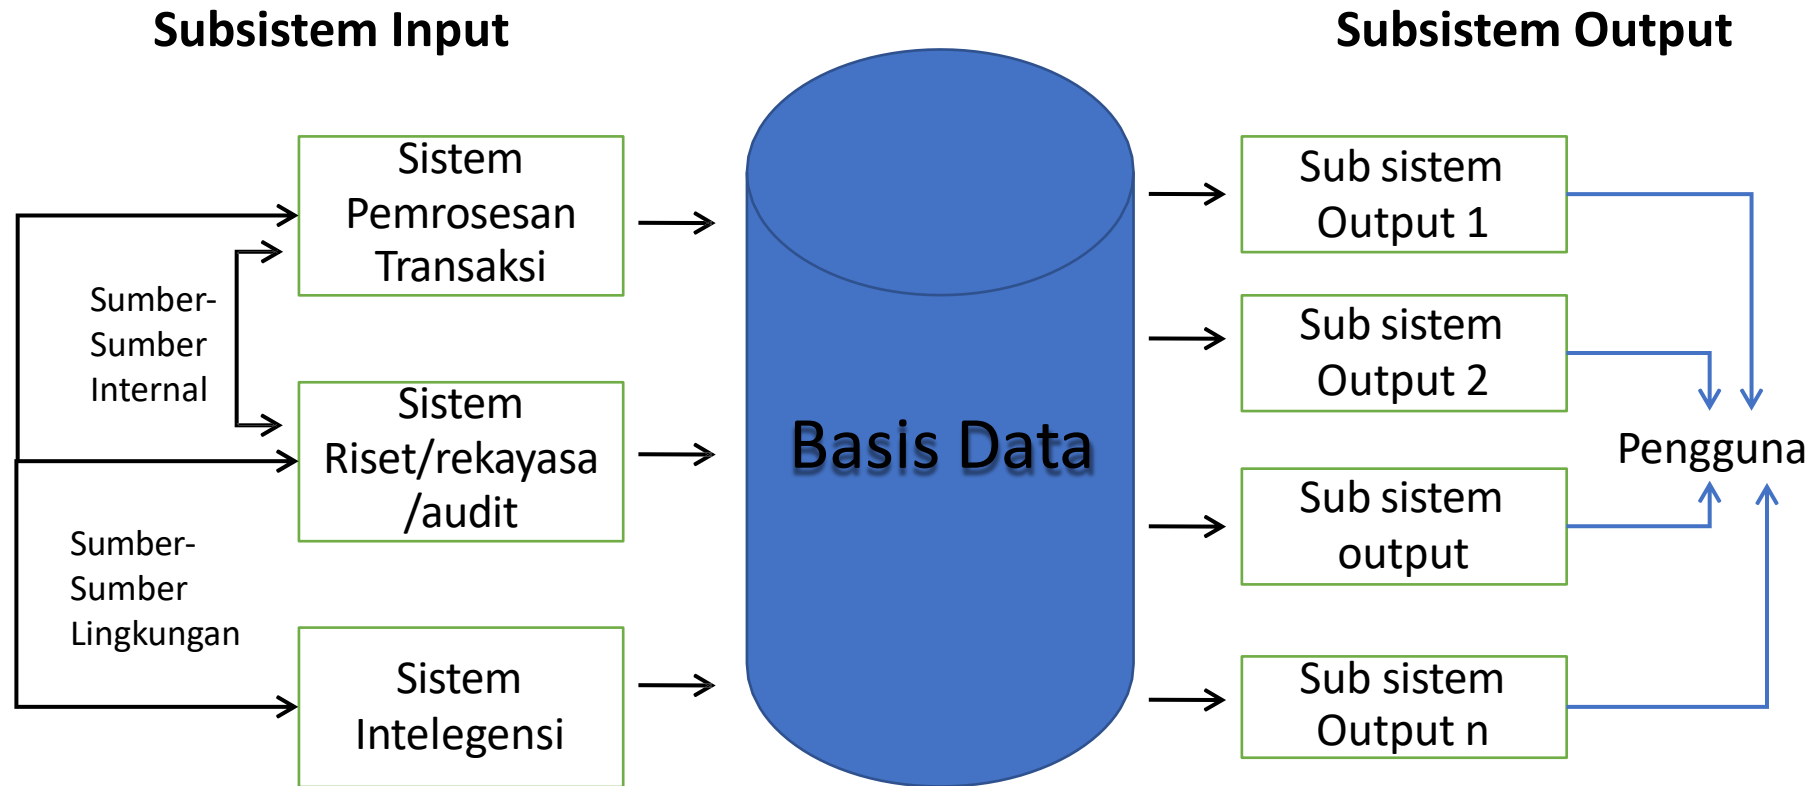 Subsistem Input
Subsistem Output
Sistem
Pemrosesan
Transaksi
Sumber-
Sumber
Internal
Sistem
Riset/rekayasa
/audit
Sumber-
Sumber
Lingkungan
Sistem
Intelegensi
Basis Data
Sub sistem
Output 1
Sub sistem
Output 2
Pengguna
Sub sistem
output
Sub sistem
Output n